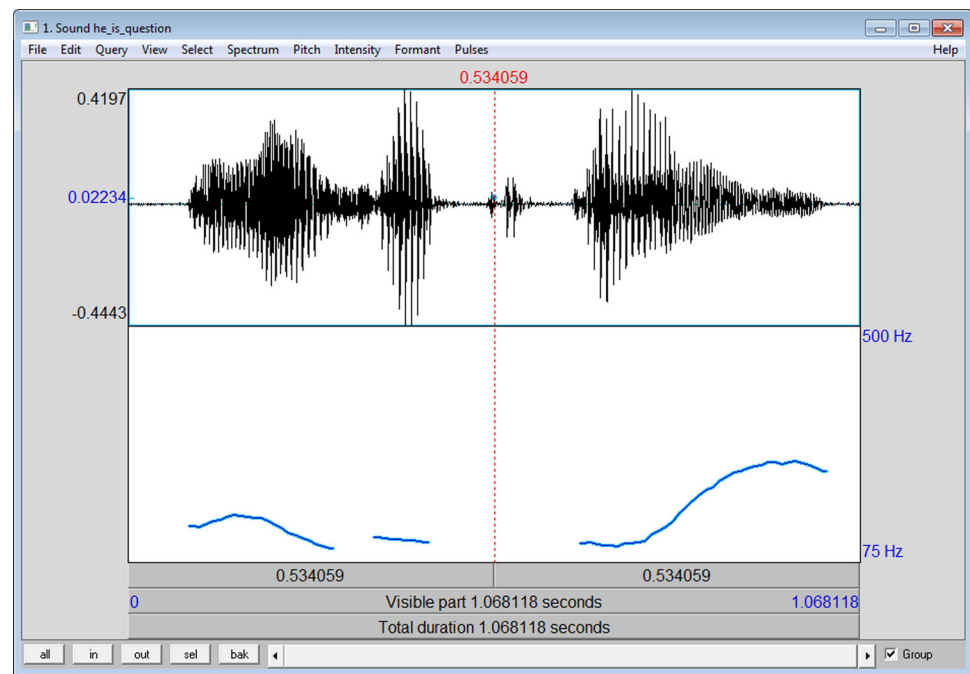 1. Sound he_is_question
File Edit Query View Select Spectrum Pitch Intensity Formant Pulses Help
0.534059
0.4197
0.02234
-0.4443
500 Hz
75 Hz
0.534059 0.534059
0 Visible part 1.068118 seconds 1.068118
Total duration 1.068118 seconds
all in out sel bak Group